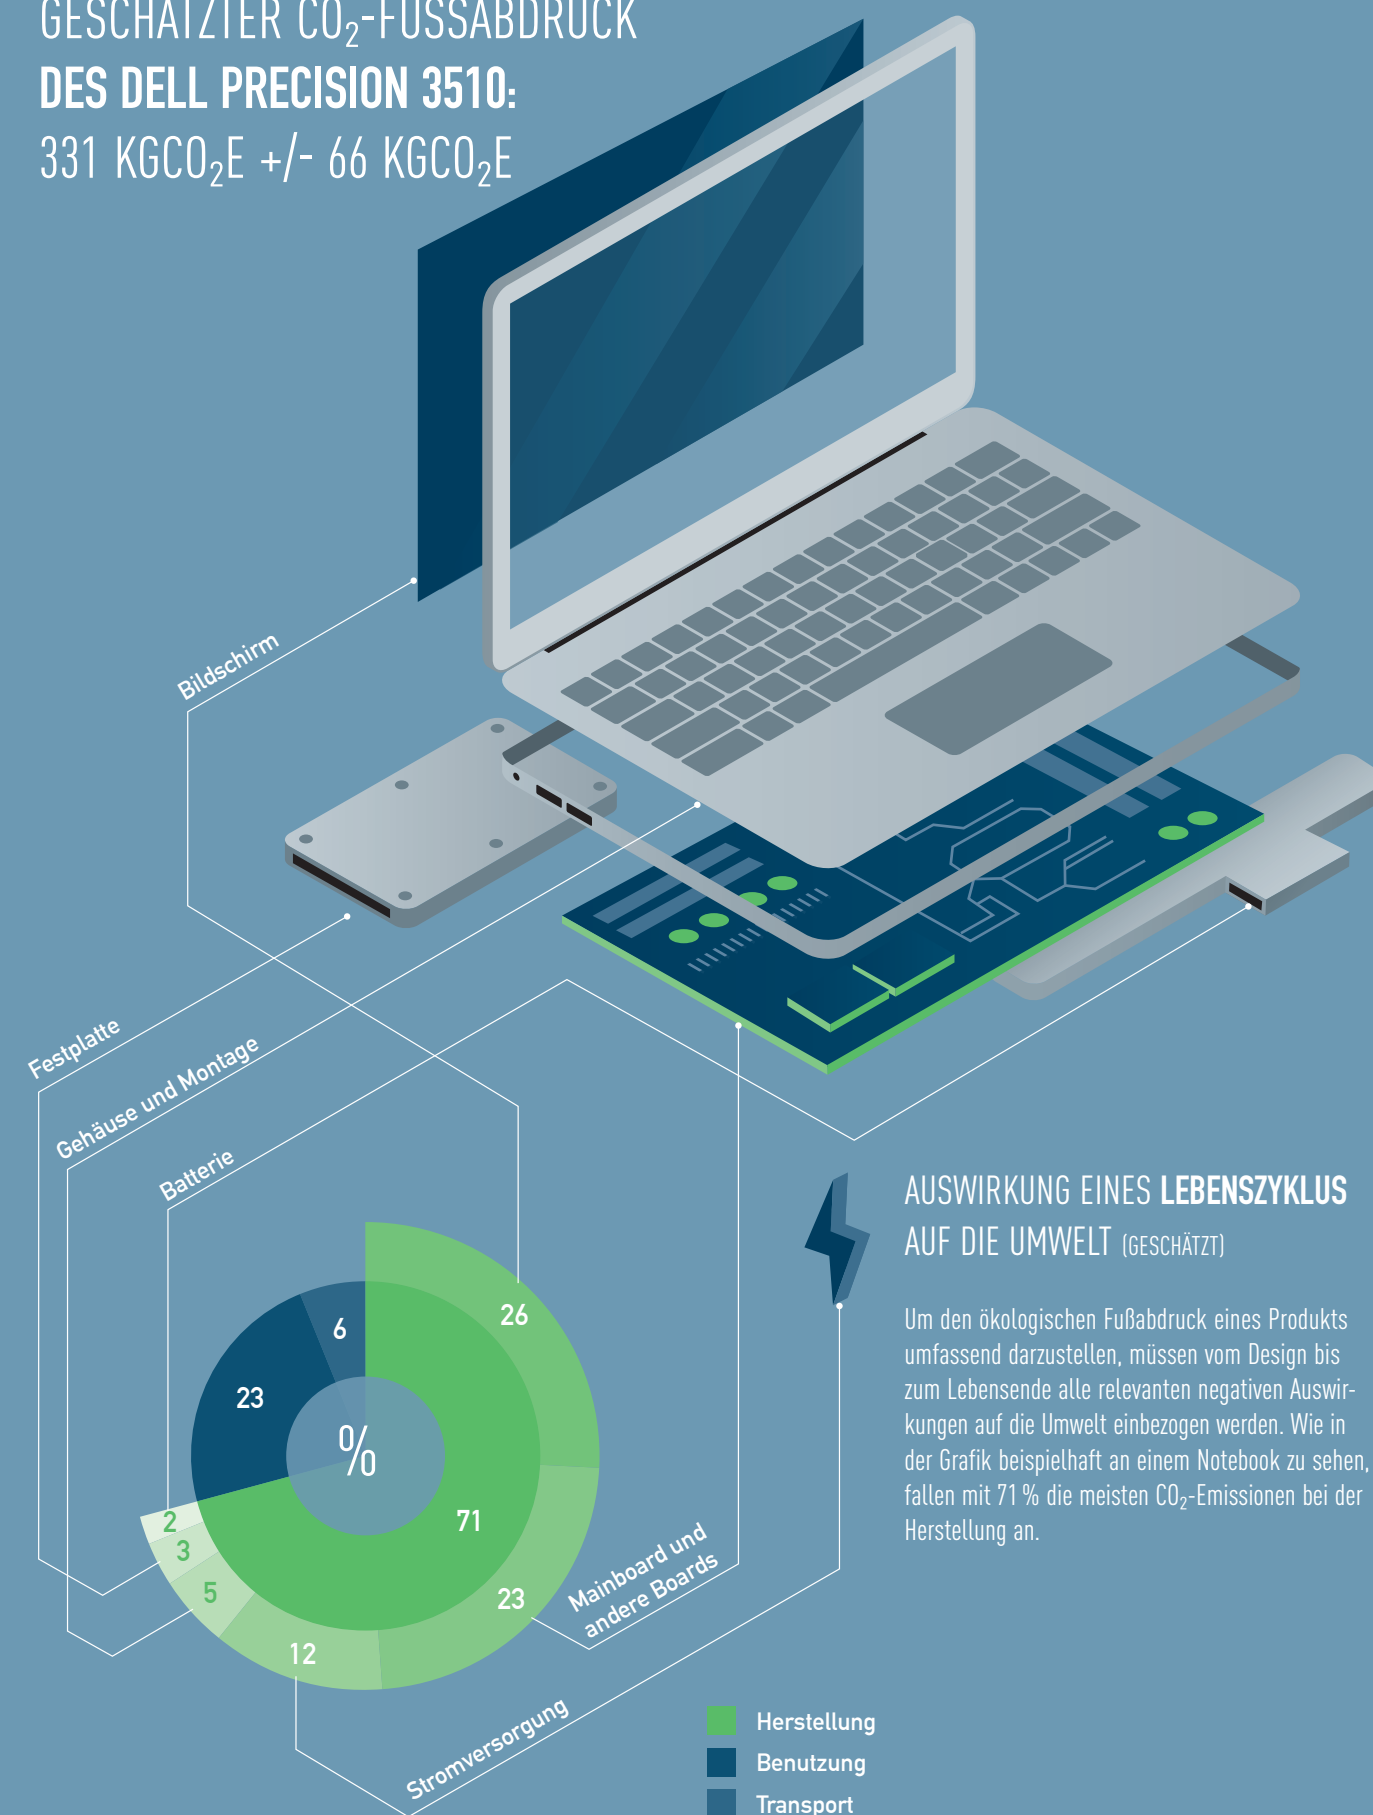 GESCHÄTZTER CO₂-FUSSABDRUCK
DES DELL PRECISION 3510:
331 KGCO₂E +/- 66 KGCO₂E
Bildschirm
Festplatte
Gehäuse und Montage
Batterie
AUSWIRKUNG EINES LEBENSZYKLUS
AUF DIE UMWELT (GESCHÄTZT)
Um den ökologischen Fußabdruck eines Produkts
umfassend darzustellen, müssen vom Design bis
zum Lebensende alle relevanten negativen Auswir-
kungen auf die Umwelt einbezogen werden. Wie in
der Grafik beispielhaft an einem Notebook zu sehen,
fallen mit 71 % die meisten CO₂-Emissionen bei der
Herstellung an.
26
6
23
%
71
2
3
5
23
12
Mainboard und
andere Boards
Stromversorgung
Herstellung
Benutzung
Transport